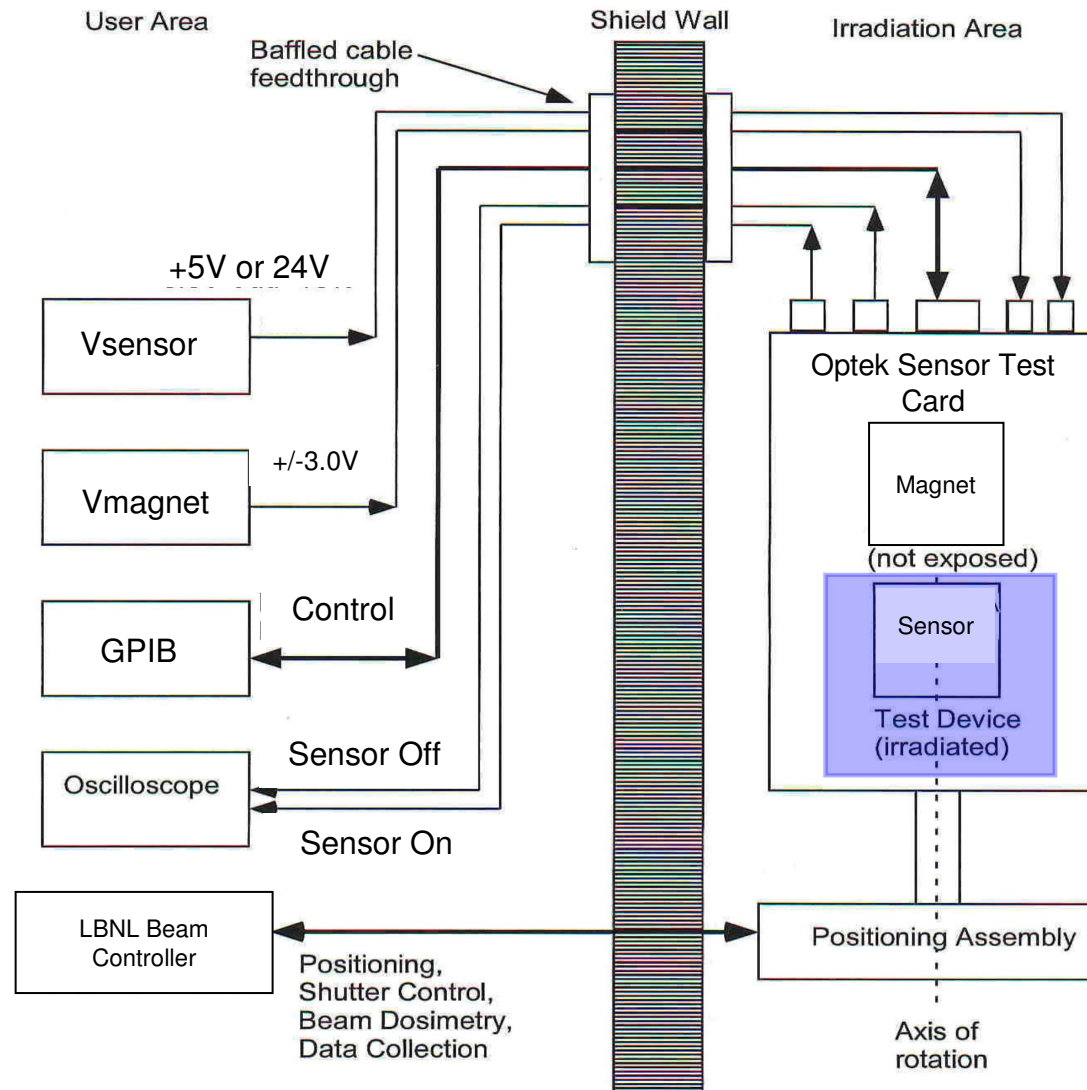 User Area
Shield Wall
Irradiation Area
Baffled cable
feedthrough
+5V or 24V
Vsensor
Optek Sensor Test
Card
+/-3.0V
Vmagnet
Magnet
(not exposed)
Control
GPIB
Sensor
Test Device
(irradiated)
Sensor Off
Oscilloscope
Sensor On
LBNL Beam
Controller
Positioning Assembly
Positioning,
Shutter Control,
Beam Dosimetry,
Data Collection
Axis of
rotation